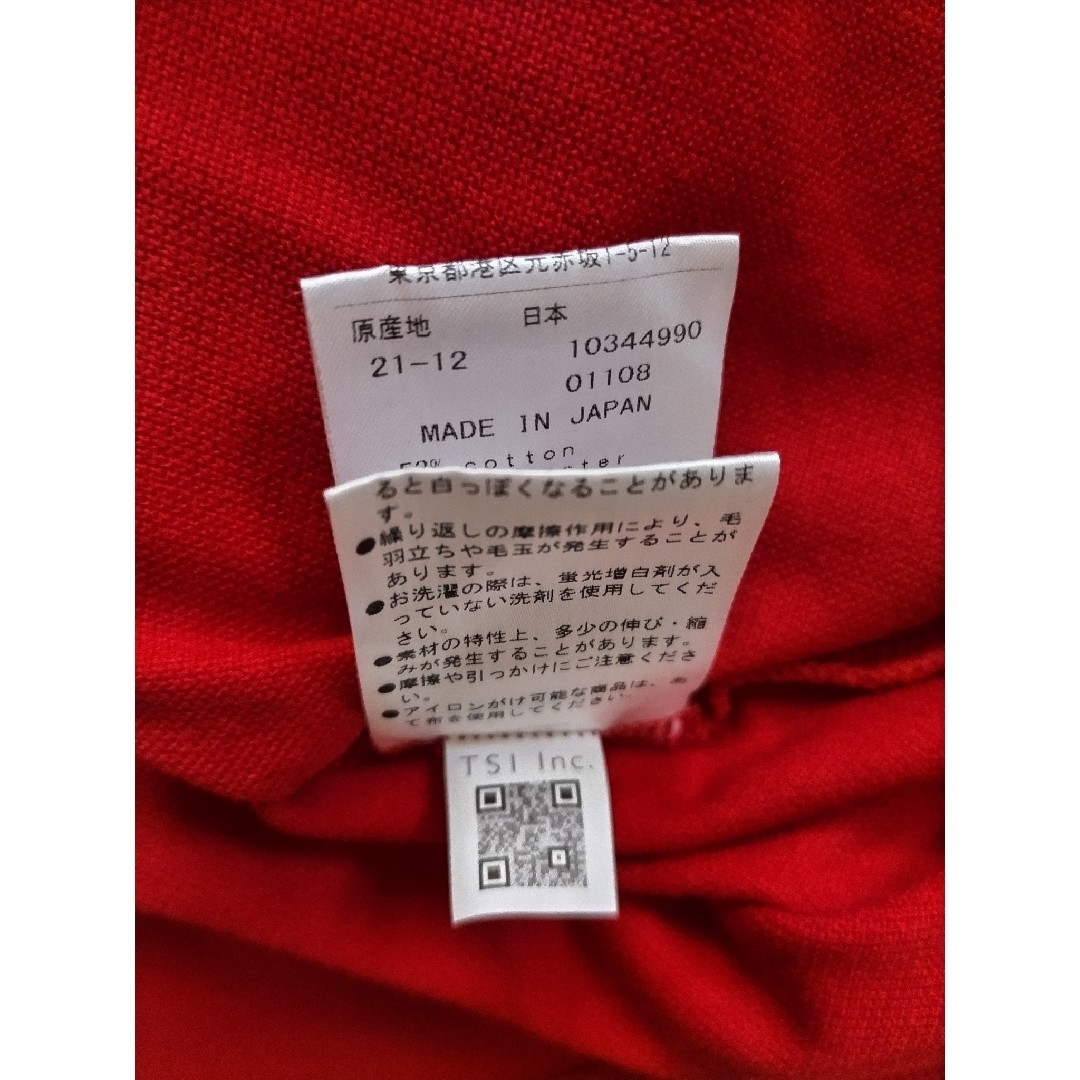 東京都港区元赤坂1-5-12
原産地 日本
21-12 10344990
01108
MADE IN JAPAN
cotton
ると白っぽくなることがありま
す。
●繰り返しの摩擦作用により、毛
羽立ちや毛玉が発生することが
あります。
●お洗濯の際は、蛍光増白剤が入
っていない洗剤を使用してくだ
さい。
●素材の特性上、多少の伸び・縮
みが発生することがあります。
●摩擦や引っかけにご注意くださ
い。
●アイロンがけ可能な商品は、あ
て布を使用してください。
TSI Inc.